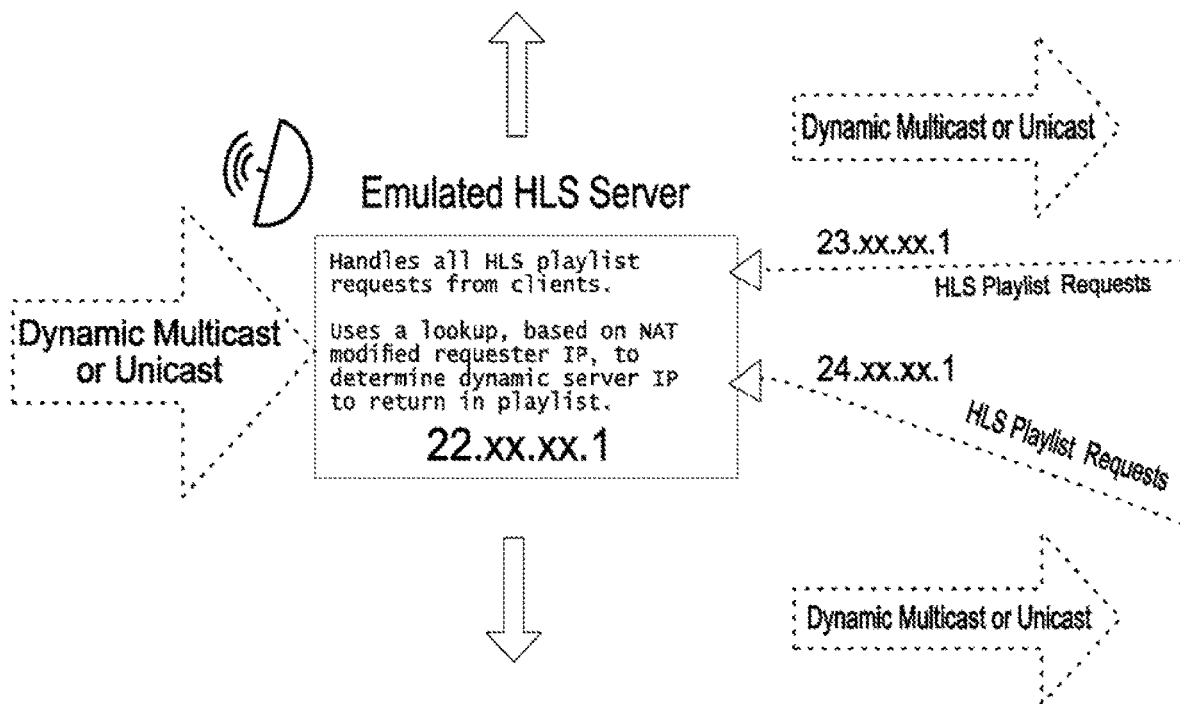 Dynamic Multicast or Unicast
Emulated HLS Server
23.xx.xx.1
HLS Playlist Requests
Handles all HLS playlist
requests from clients.
Uses a lookup, based on NAT
modified requester IP, to
determine dynamic server IP
to return in playlist.
22.xx.xx.1
Dynamic Multicast
or Unicast
24.xx.xx.1
HLS Playlist Requests
Dynamic Multicast or Unicast